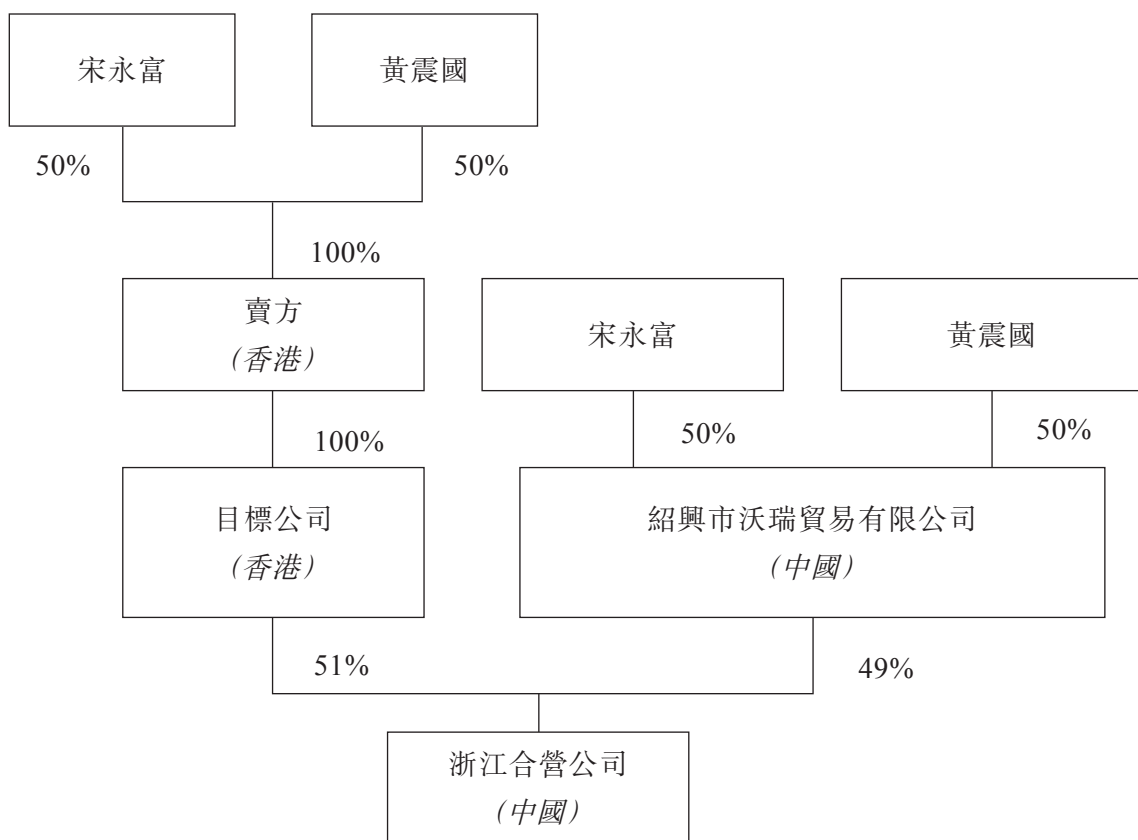 宋永富
黃震國
50%
50%
100%
賣方
(香港)
宋永富
黃震國
100%
50%
50%
目標公司
(香港)
紹興市沃瑞貿易有限公司
(中國)
51%
49%
浙江合營公司
(中國)